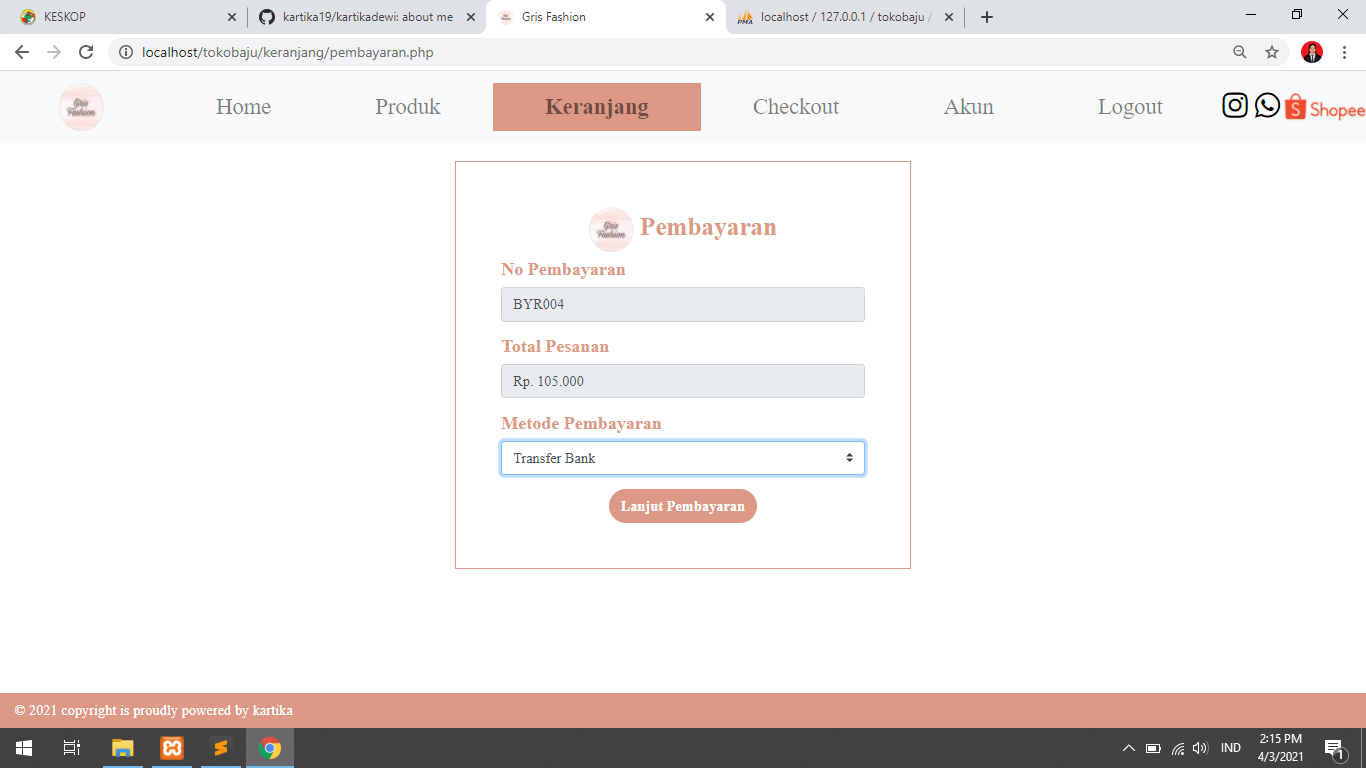 KESKOP
kartika19/kartikadewi: about me
Gris Fashion
localhost / 127.0.0.1 / tokobaju /
localhost/tokobaju/keranjang/pembayaran.php
Gris
Fashion
Home
Produk
Keranjang
Checkout
Akun
Logout
Shopee
Gris
Fashion
Pembayaran
No Pembayaran
BYR004
Total Pesanan
Rp. 105.000
Metode Pembayaran
Transfer Bank
Lanjut Pembayaran
© 2021 copyright is proudly powered by kartika
IND
2:15 PM
4/3/2021
1